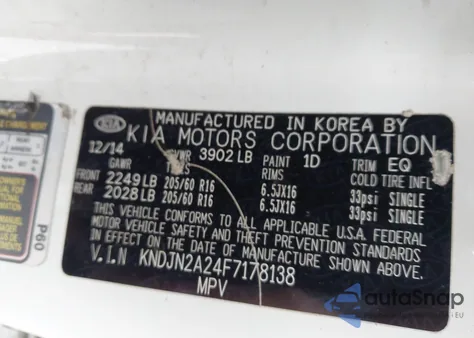 MANUFACTURED IN KOREA BY
KIA KIA MOTORS CORPORATION
12/14 GVWR 3902 LB PAINT 1D TRIM EQ
GAWR RIMS COLD TIRE INFL
FRONT 2249 LB 205/60 R16 6.5JX16 33psi SINGLE
REAR 2028 LB 205/60 R16 6.5JX16 33psi SINGLE
THIS VEHICLE CONFORMS TO ALL APPLICABLE U.S.A. FEDERAL
MOTOR VEHICLE SAFETY AND THEFT PREVENTION STANDARDS
IN EFFECT ON THE DATE OF MANUFACTURE SHOWN ABOVE.
V.I.N KNDJN2A24F7178138
MPV
P60
autoSnap